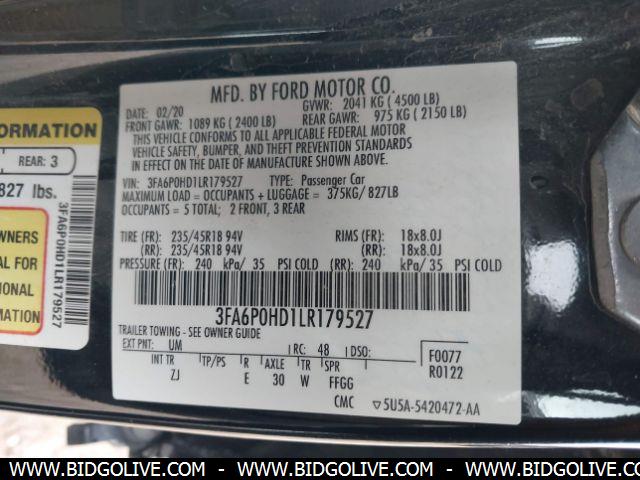 MFD. BY FORD MOTOR CO.
DATE: 02/20 GVWR: 2041 KG ( 4500 LB)
FRONT GAWR: 1089 KG ( 2400 LB) REAR GAWR: 975 KG ( 2150 LB)
THIS VEHICLE CONFORMS TO ALL APPLICABLE FEDERAL MOTOR
VEHICLE SAFETY, BUMPER, AND THEFT PREVENTION STANDARDS
IN EFFECT ON THE DATE OF MANUFACTURE SHOWN ABOVE.
VIN: 3FA6P0HD1LR179527 TYPE: Passenger Car
MAXIMUM LOAD = OCCUPANTS + LUGGAGE = 375KG/ 827LB
OCCUPANTS = 5 TOTAL; 2 FRONT, 3 REAR
TIRE (FR): 235/45R18 94V RIMS (FR): 18x8.0J
(RR): 235/45R18 94V (RR): 18x8.0J
PRESSURE (FR): 240 kPa/ 35 PSI COLD (RR): 240 kPa/ 35 PSI COLD
3FA6P0HD1LR179527
TRAILER TOWING - SEE OWNER GUIDE
EXT PNT: UM RC: 48 DSO: F0077
INT TR TP/PS R AXLE TR SPR R0122
ZJ E 30 W FFGG
CMC ▽5U5A-5420472-AA
ORMATION
REAR: 3
827 lbs.
3FA6P0HD1LR179527
WNERS
AL FOR
IONAL
MATION
WWW.BIDGOLIVE.COM - WWW.BIDGOLIVE.COM - WWW.BIDGOLIVE.COM